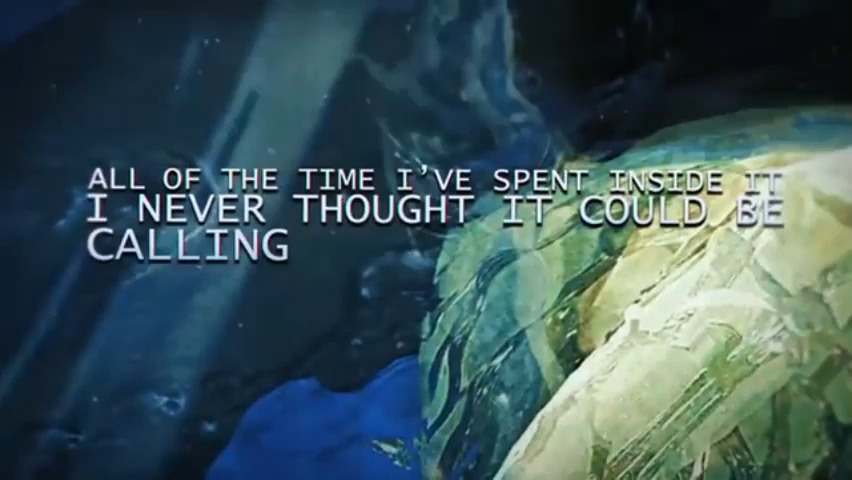 ALL OF THE TIME I'VE SPENT INSIDE IT
I NEVER THOUGHT IT COULD BE
CALLING